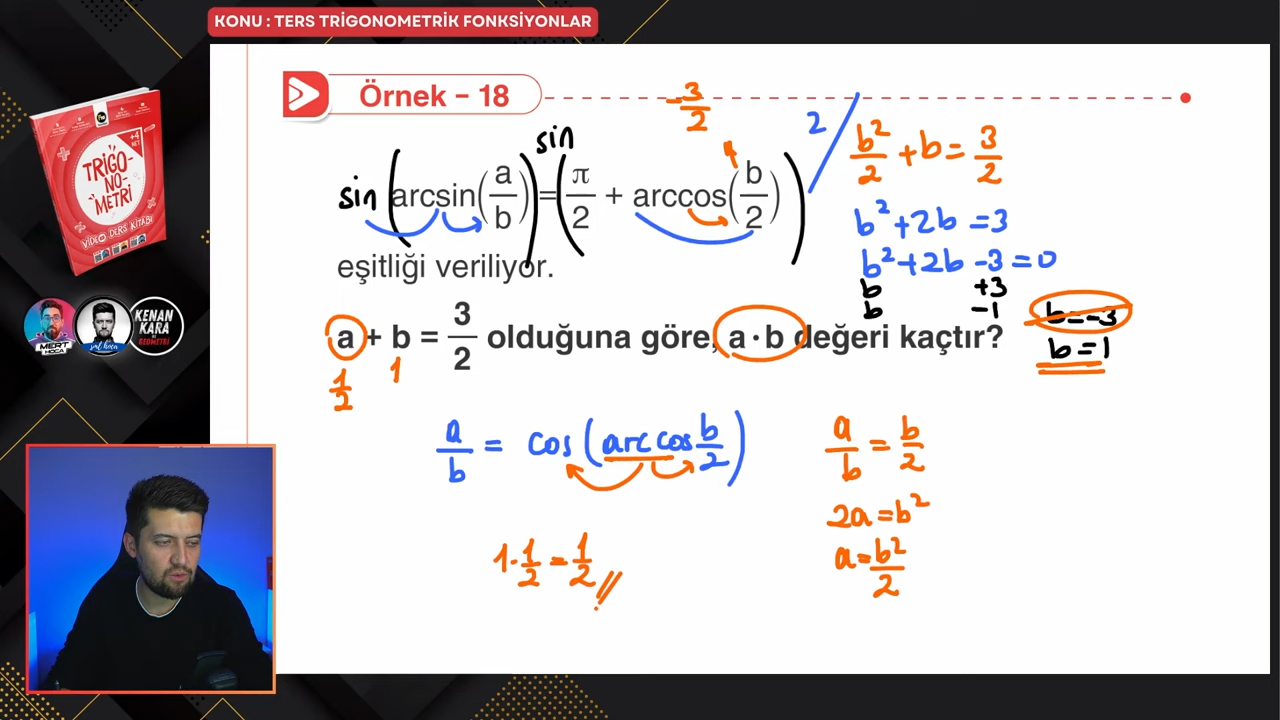 KONU : TERS TRİGONOMETRİK FONKSİYONLAR
+4 NET
TRİGO-
NO-
METRİ
VİDEO DERS KİTABI
MERT HOCA
KENAN KARA
GEOMETRİ
Örnek – 18
-3/2
sin(arcsin(a/b)) = sin(π/2 + arccos(b/2))
eşitliği veriliyor.
a + b = 3/2 olduğuna göre, a · b değeri kaçtır?
1/2 1
2
b²/2 + b = 3/2
b² + 2b = 3
b² + 2b - 3 = 0
b +3
b -1
b = -3
b = 1
a/b = cos(arccos b/2)
1 · 1/2 = 1/2 //
a/b = b/2
2a = b²
a = b²/2